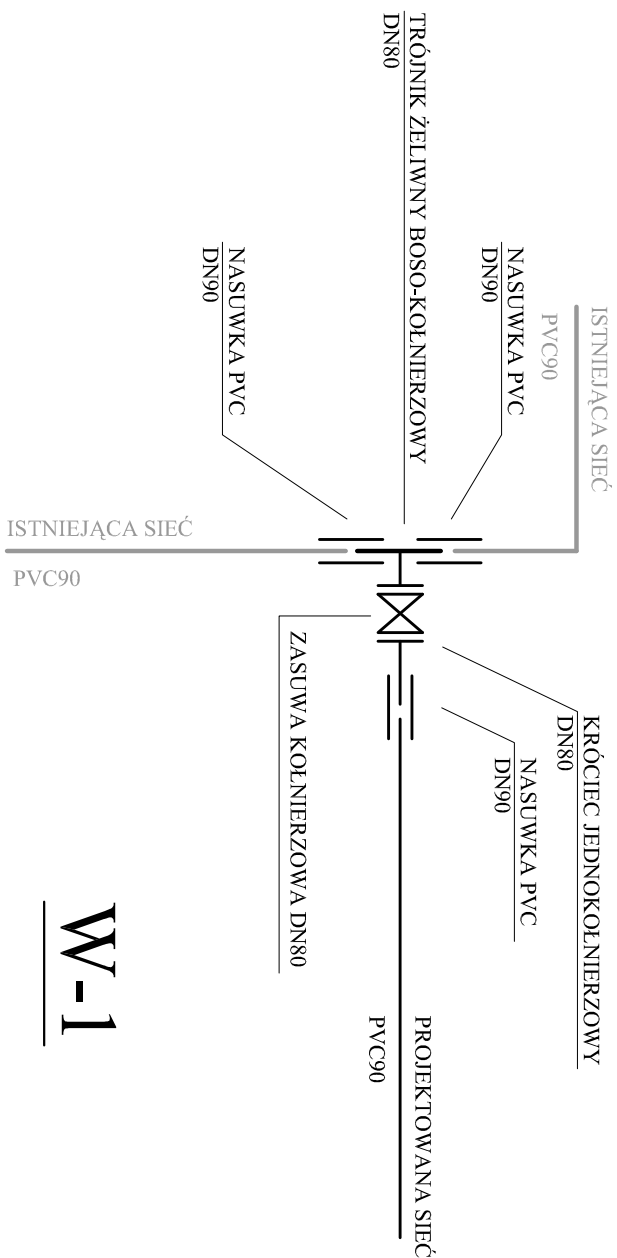 ISTNIEJĄCA SIEĆ
PVC90
NASUWKA PVC
DN90
TRÓJNIK ŻELIWNY BOSO-KOŁNIERZOWY
DN80
NASUWKA PVC
DN90
ISTNIEJĄCA SIEĆ
PVC90
KRÓCIEC JEDNOKOŁNIERZOWY
DN80
NASUWKA PVC
DN90
ZASUWA KOŁNIERZOWA DN80
PROJEKTOWANA SIEĆ
PVC90
W - 1